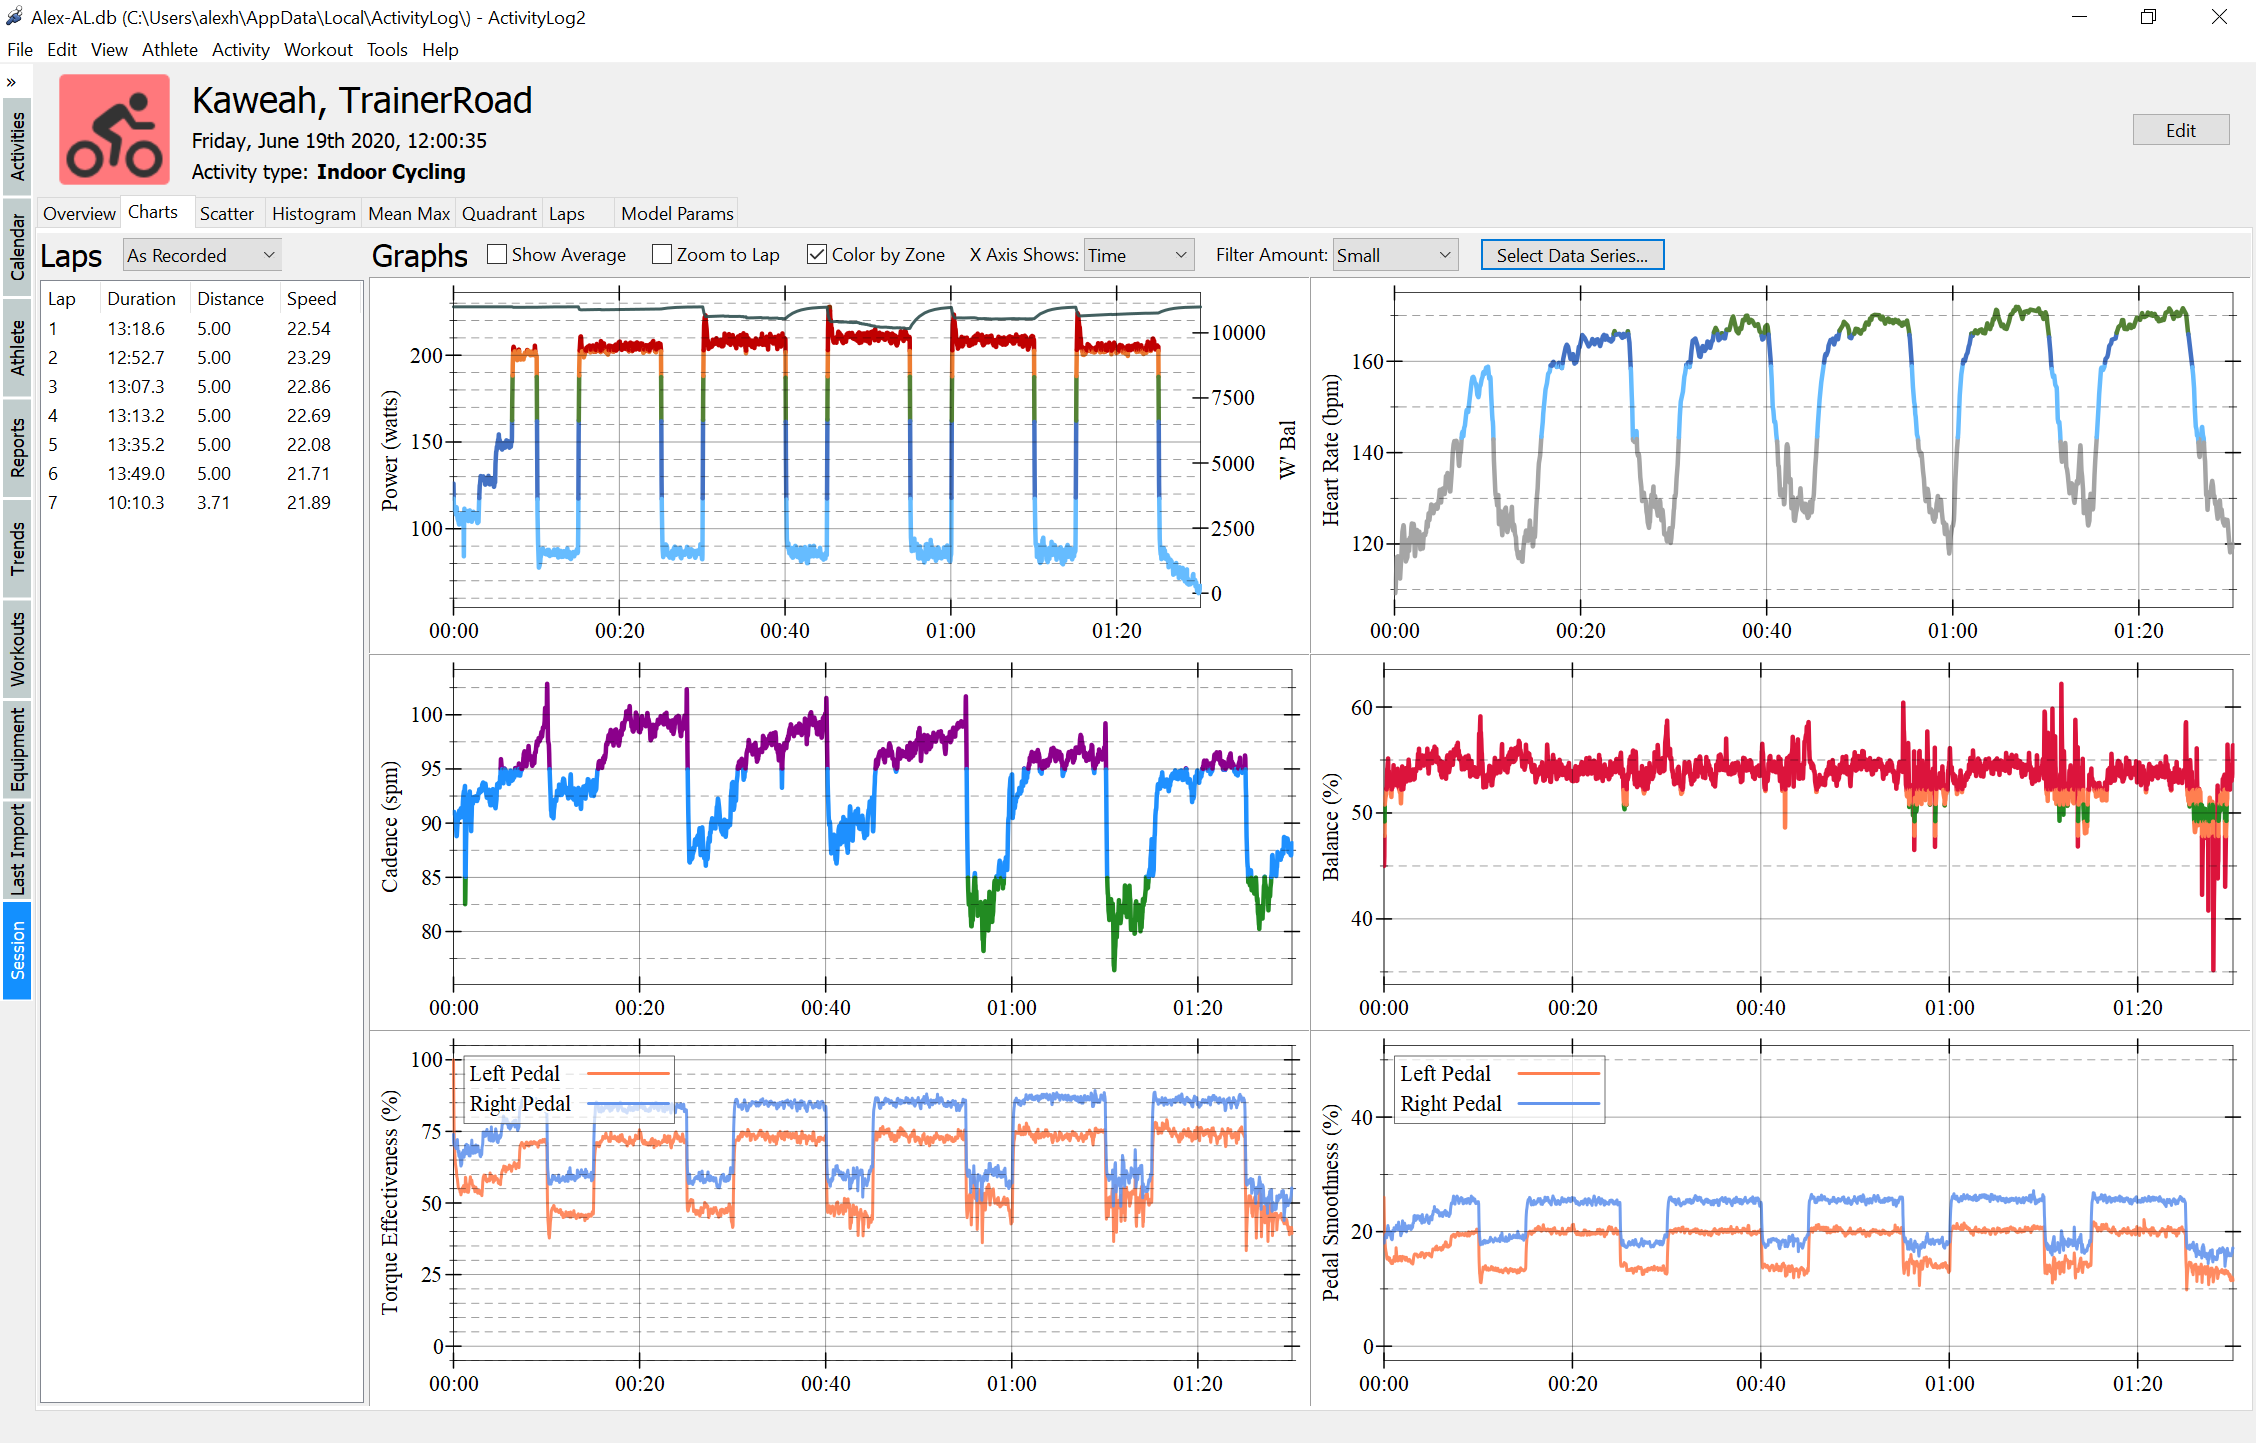 Alex-AL.db (C:\Users\alexh\AppData\Local\ActivityLog\) - ActivityLog2
File Edit View Athlete Activity Workout Tools Help
»
Activities
Calendar
Athlete
Reports
Trends
Workouts
Equipment
Last Import
Session
Kaweah, TrainerRoad
Friday, June 19th 2020, 12:00:35
Activity type: Indoor Cycling
Edit
Overview Charts Scatter Histogram Mean Max Quadrant Laps Model Params
Laps As Recorded
Lap Duration Distance Speed
1 13:18.6 5.00 22.54
2 12:52.7 5.00 23.29
3 13:07.3 5.00 22.86
4 13:13.2 5.00 22.69
5 13:35.2 5.00 22.08
6 13:49.0 5.00 21.71
7 10:10.3 3.71 21.89
Graphs Show Average Zoom to Lap Color by Zone X Axis Shows: Time Filter Amount: Small Select Data Series...
Power (watts)
200
150
100
W' Bal
10000
7500
5000
2500
0
00:00 00:20 00:40 01:00 01:20
Heart Rate (bpm)
160
140
120
00:00 00:20 00:40 01:00 01:20
Cadence (spm)
100
95
90
85
80
00:00 00:20 00:40 01:00 01:20
Balance (%)
60
50
40
00:00 00:20 00:40 01:00 01:20
Torque Effectiveness (%)
100
75
50
25
0
Left Pedal
Right Pedal
00:00 00:20 00:40 01:00 01:20
Pedal Smoothness (%)
40
20
0
Left Pedal
Right Pedal
00:00 00:20 00:40 01:00 01:20